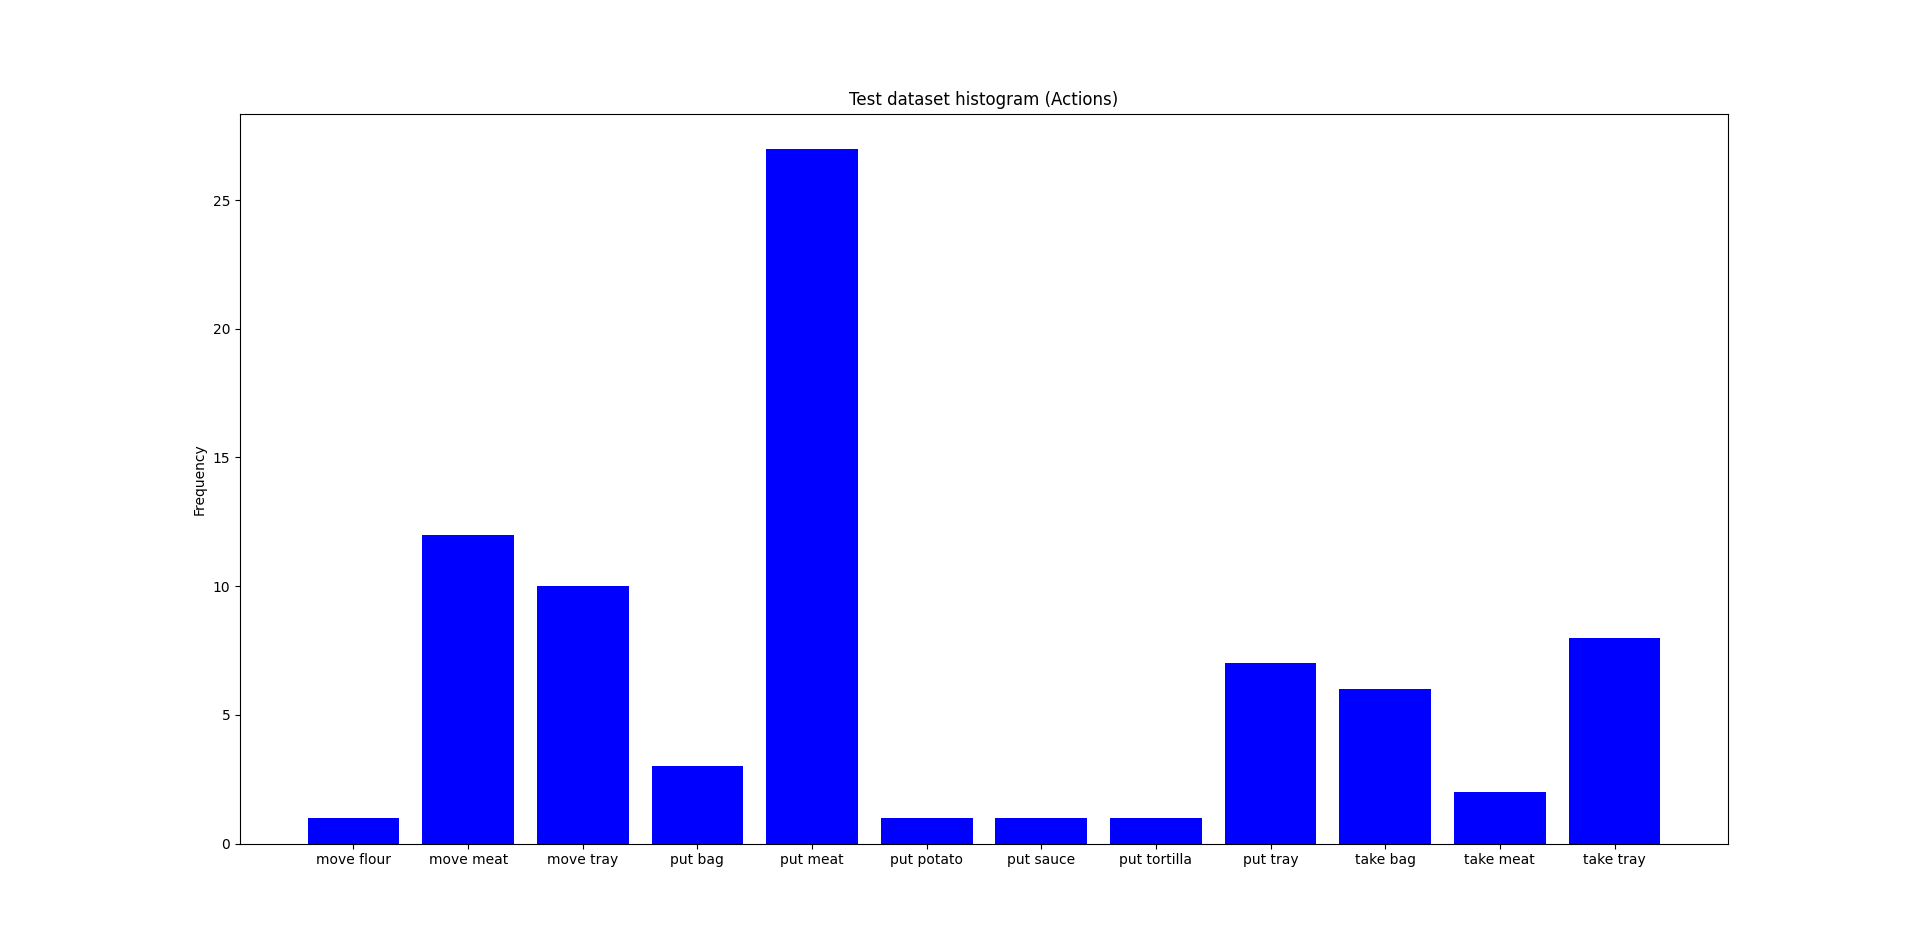 Test dataset histogram (Actions)
Frequency
25
20
15
10
5
0
move flour move meat move tray put bag put meat put potato put sauce put tortilla put tray take bag take meat take tray